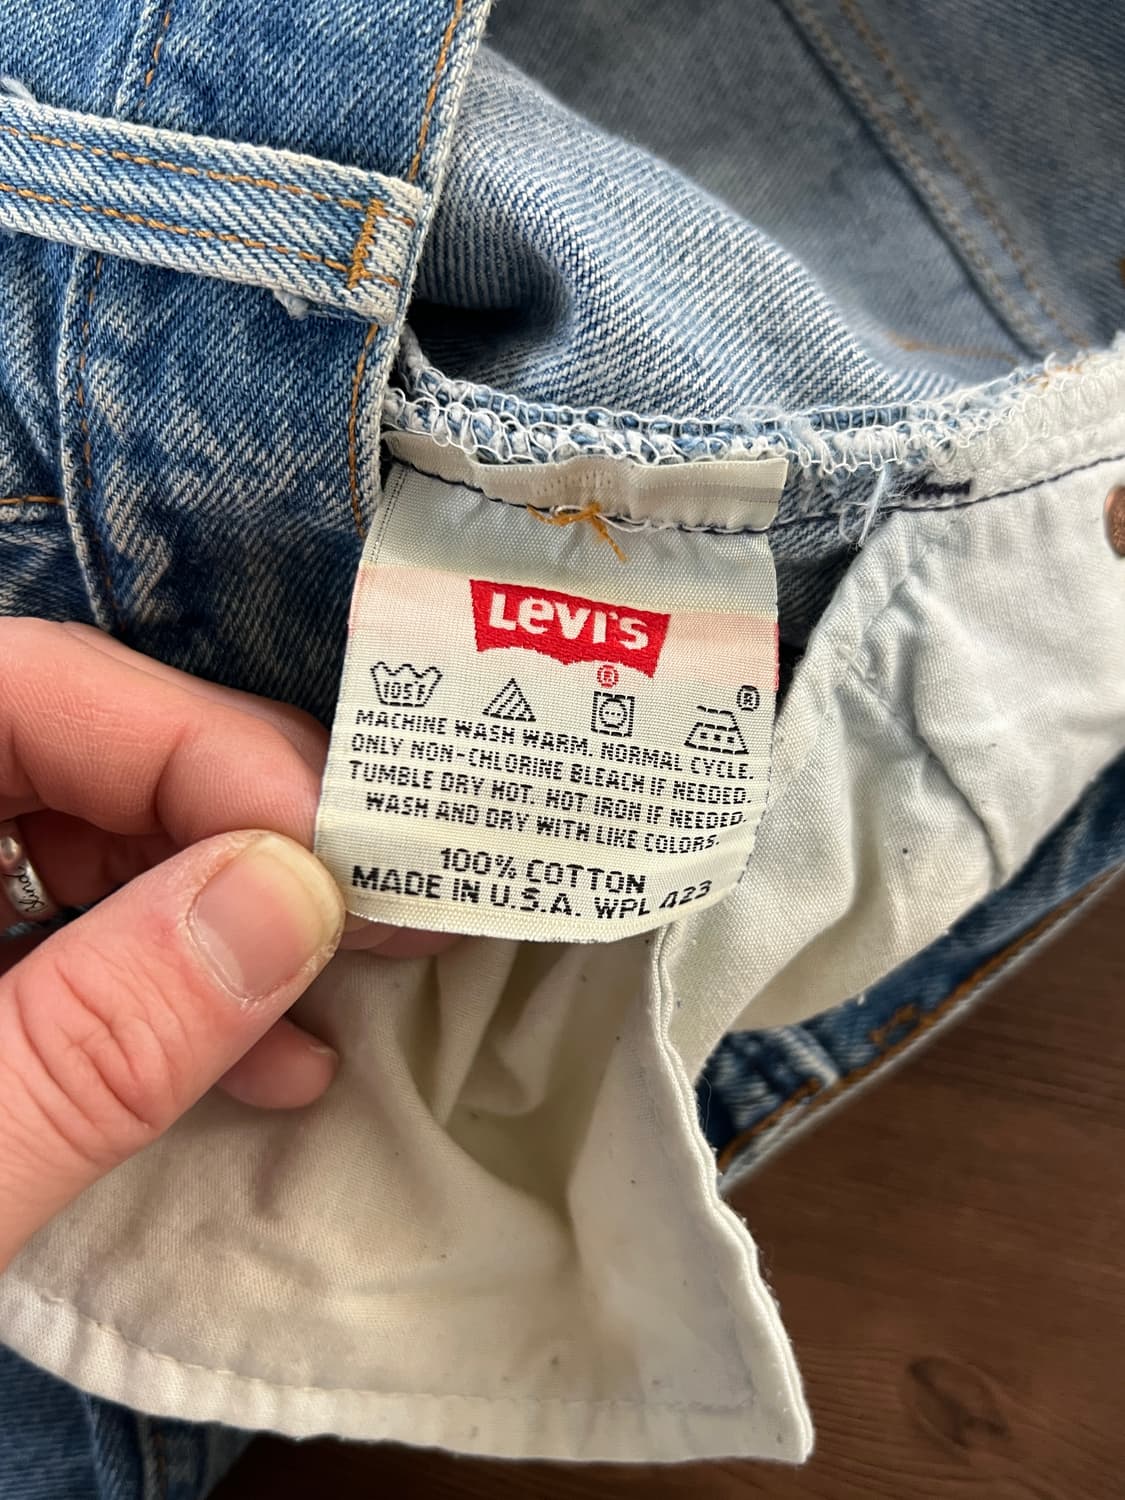 Levi's
®
®
105F
MACHINE WASH WARM. NORMAL CYCLE.
ONLY NON-CHLORINE BLEACH IF NEEDED.
TUMBLE DRY HOT. HOT IRON IF NEEDED.
WASH AND DRY WITH LIKE COLORS.
100% COTTON
MADE IN U.S.A. WPL 423